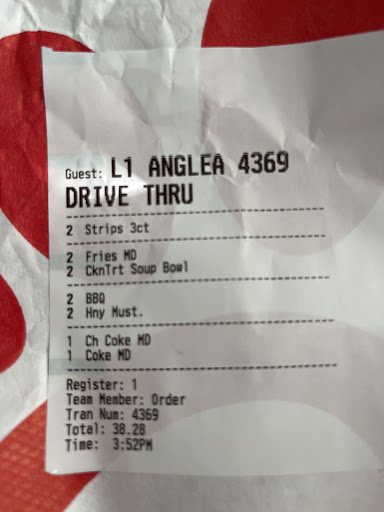 Guest: L1 ANGLEA 4369
DRIVE THRU
2 Strips 3ct
2 Fries MD
2 CknTrt Soup Bowl
2 BBQ
2 Hny Must.
1 Ch Coke MD
1 Coke MD
Register: 1
Team Member: Order
Tran Num: 4369
Total: 38.28
Time: 3:52PM